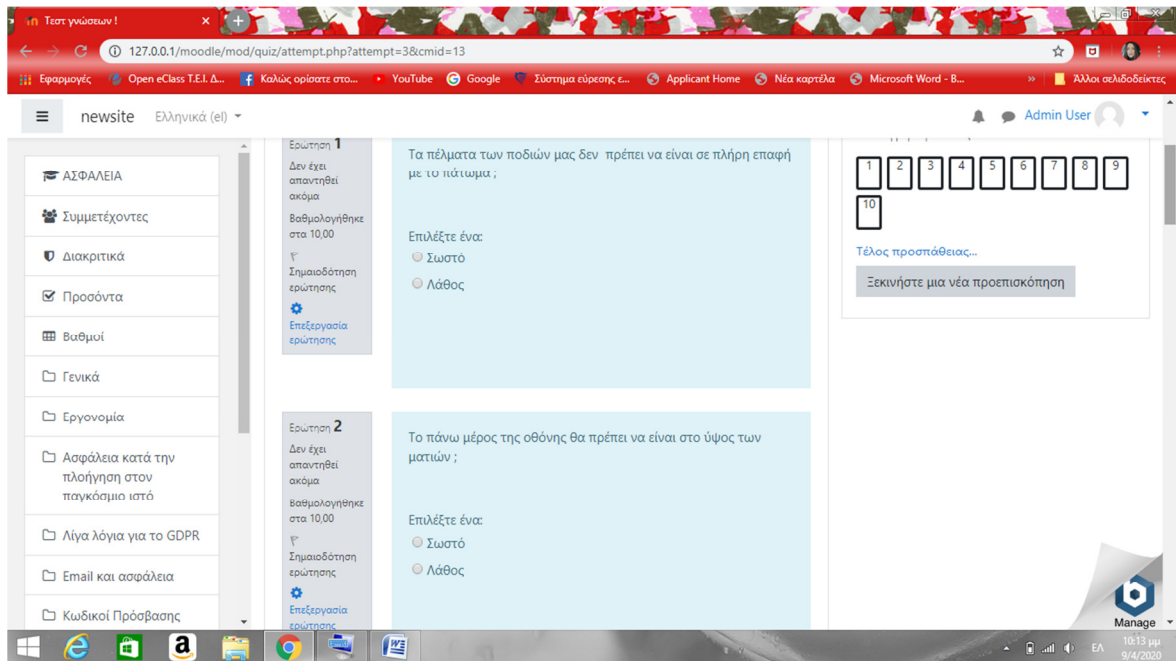 Τεστ γνώσεων !
127.0.0.1/moodle/mod/quiz/attempt.php?attempt=3&cmid=13
Εφαρμογές
Open eClass T.E.I. Δ...
Καλώς ορίσατε στο...
YouTube
Google
Σύστημα εύρεσης ε...
Applicant Home
Νέα καρτέλα
Microsoft Word - B...
»
Άλλοι σελιδοδείκτες
newsite
Ελληνικά (el)
Admin User
ΑΣΦΑΛΕΙΑ
Συμμετέχοντες
Διακριτικά
Προσόντα
Βαθμοί
Γενικά
Εργονομία
Ασφάλεια κατά την
πλοήγηση στον
παγκόσμιο ιστό
Λίγα λόγια για το GDPR
Email και ασφάλεια
Κωδικοί Πρόσβασης
Ερώτηση 1
Δεν έχει
απαντηθεί
ακόμα
Βαθμολογήθηκε
στα 10,00
Σημαιοδότηση
ερώτησης
Επεξεργασία
ερώτησης
Τα πέλματα των ποδιών μας δεν πρέπει να είναι σε πλήρη επαφή
με το πάτωμα ;
Επιλέξτε ένα:
Σωστό
Λάθος
Ερώτηση 2
Δεν έχει
απαντηθεί
ακόμα
Βαθμολογήθηκε
στα 10,00
Σημαιοδότηση
ερώτησης
Επεξεργασία
ερώτησης
Το πάνω μέρος της οθόνης θα πρέπει να είναι στο ύψος των
ματιών ;
Επιλέξτε ένα:
Σωστό
Λάθος
1 2 3 4 5 6 7 8 9
10
Τέλος προσπάθειας...
Ξεκινήστε μια νέα προεπισκόπηση
Manage
ΕΛ
10:13 μμ
9/4/2020